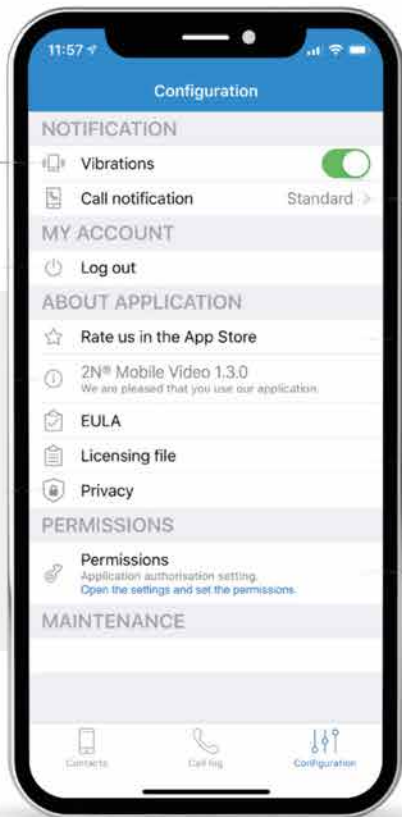 11:57
Configuration
NOTIFICATION
Vibrations
Call notification Standard >
MY ACCOUNT
Log out
ABOUT APPLICATION
Rate us in the App Store
2N® Mobile Video 1.3.0
We are pleased that you use our application.
EULA
Licensing file
Privacy
PERMISSIONS
Permissions
Application authorisation setting.
Open the settings and set the permissions.
MAINTENANCE
Contacts Call log Configuration